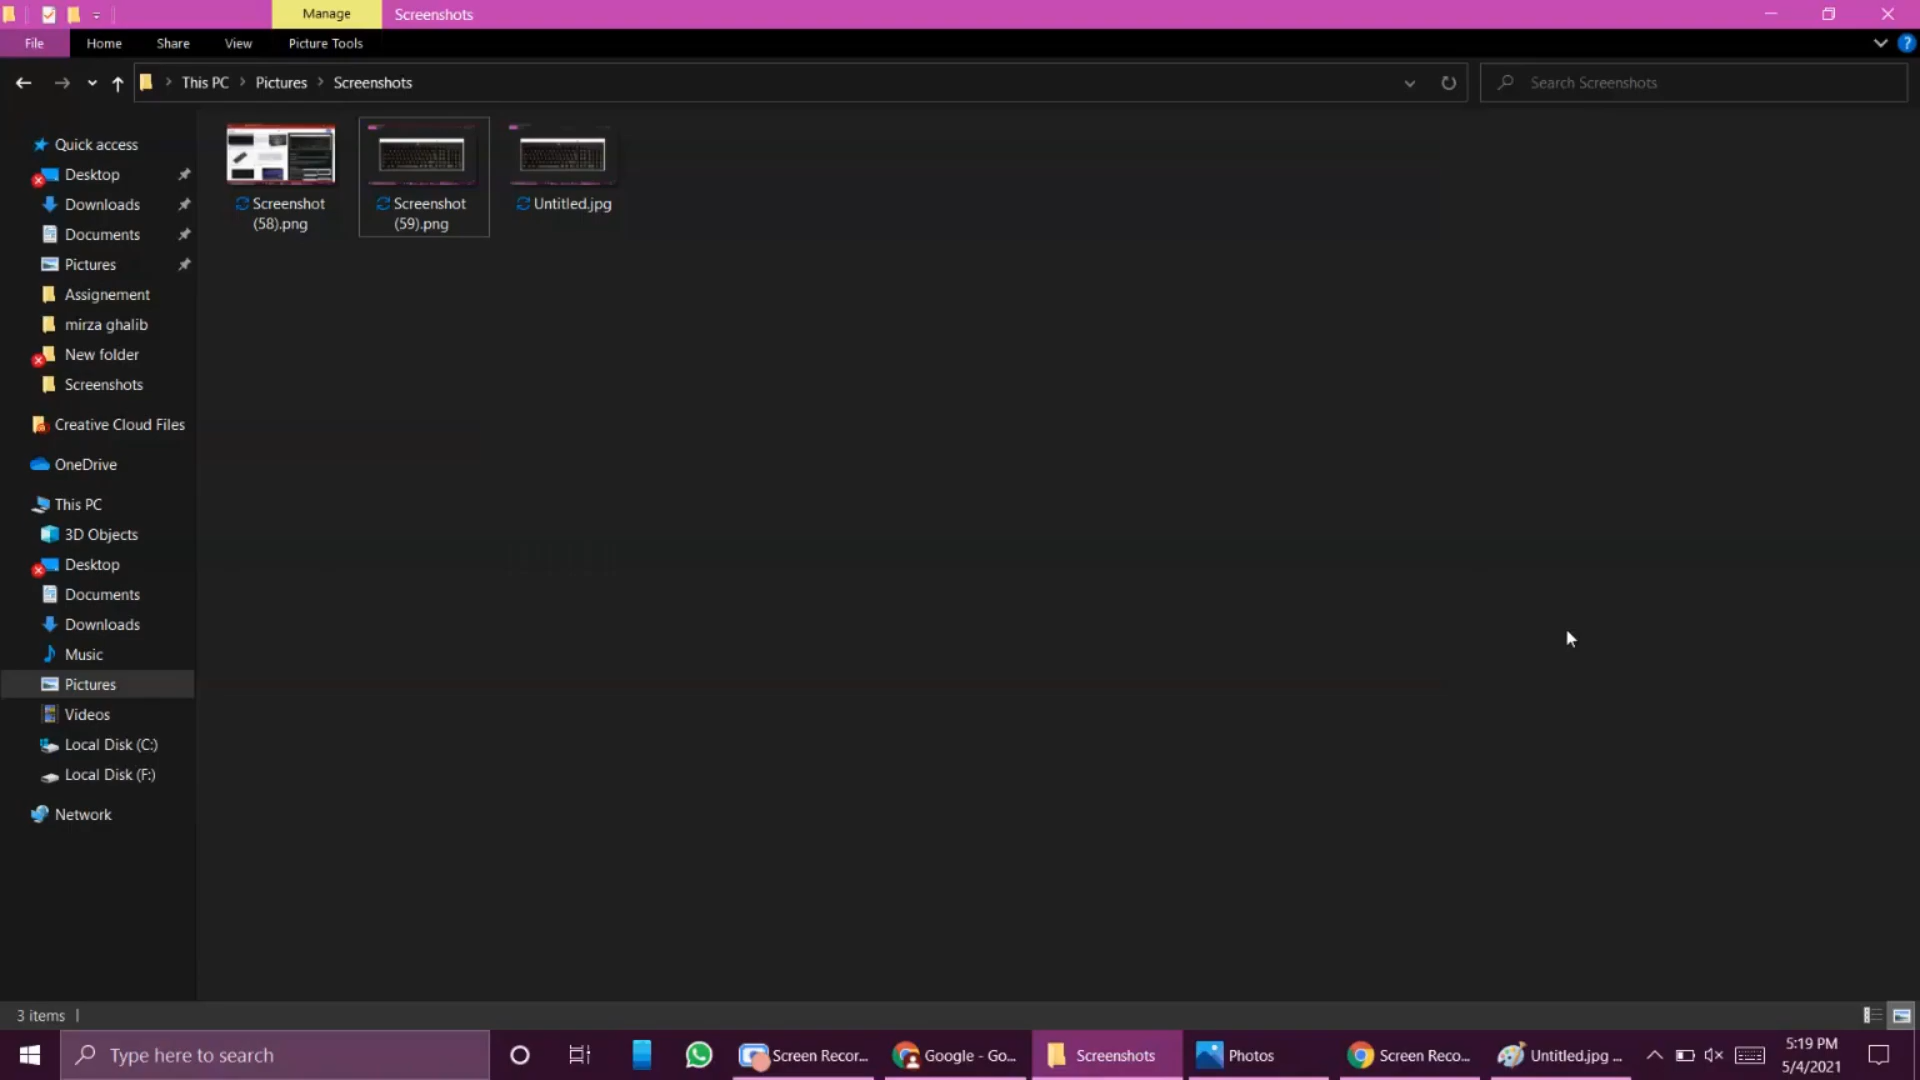 Manage
Screenshots
File
Home
Share
View
Picture Tools
?
This PC
Pictures
Screenshots
Search Screenshots
Quick access
Desktop
Downloads
Documents
Pictures
Assignement
mirza ghalib
New folder
Screenshots
Creative Cloud Files
OneDrive
This PC
3D Objects
Desktop
Documents
Downloads
Music
Pictures
Videos
Local Disk (C:)
Local Disk (F:)
Network
Screenshot
(58).png
Screenshot
(59).png
Untitled.jpg
3 items
Type here to search
Screen Recor...
Google - Go...
Screenshots
Photos
Screen Reco...
Untitled.jpg ...
5:19 PM
5/4/2021